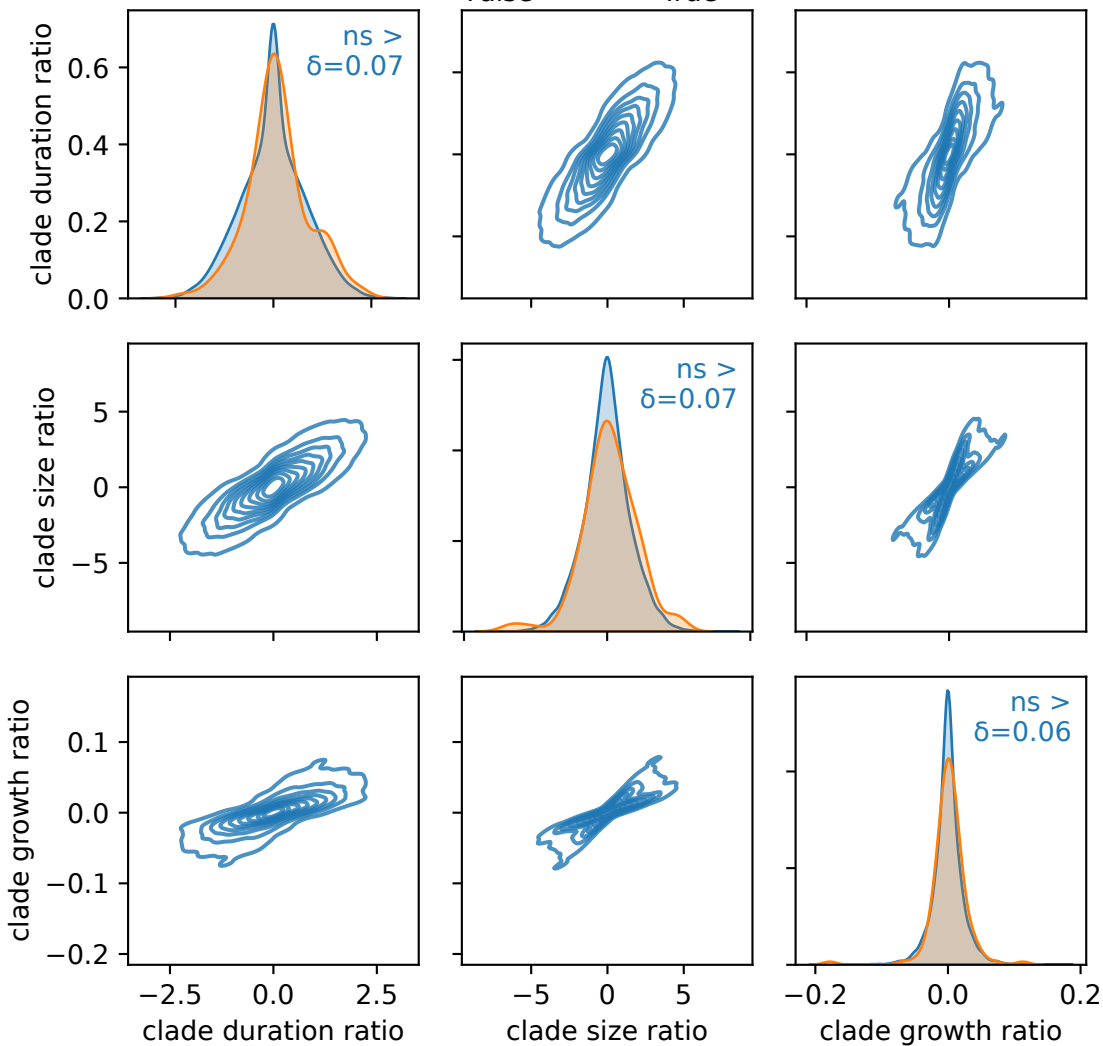 clade duration ratio
0.6
0.4
0.2
0.0
ns >
δ=0.07
clade size ratio
5
0
−5
ns >
δ=0.07
clade growth ratio
0.1
0.0
−0.1
−0.2
ns >
δ=0.06
−2.5 0.0 2.5
−5 0 5
−0.2 0.0 0.2
clade duration ratio
clade size ratio
clade growth ratio